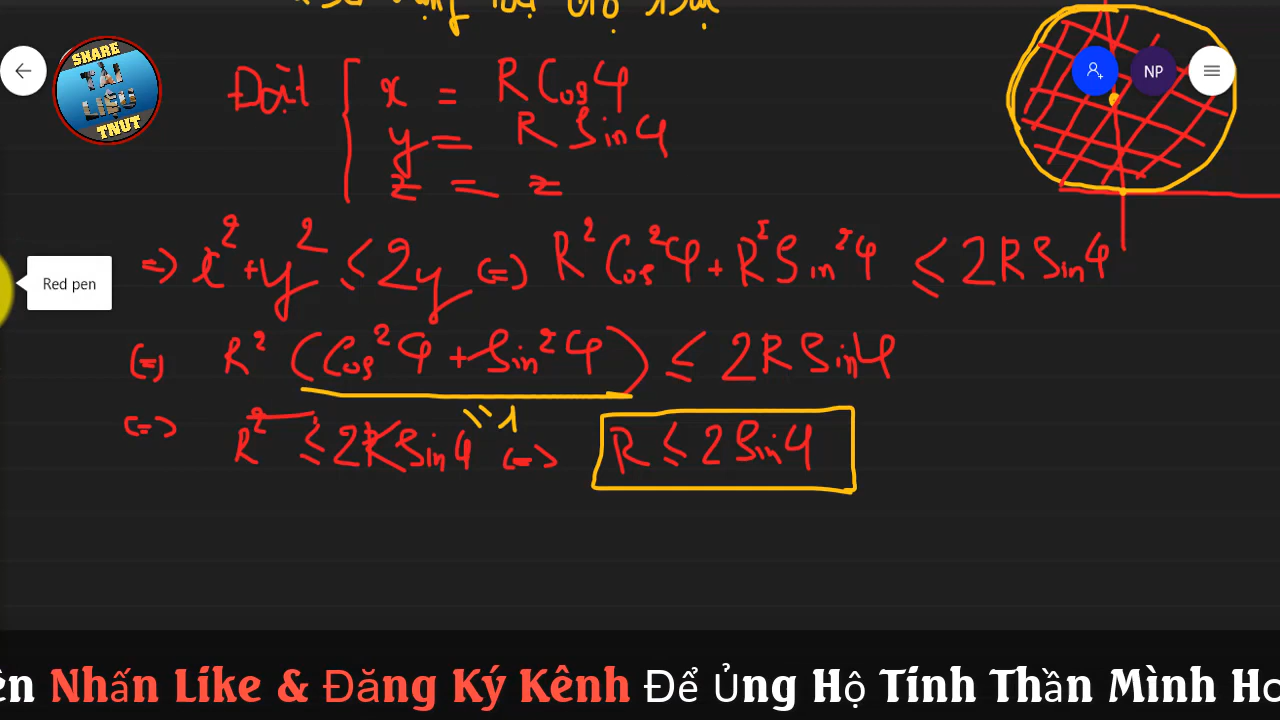 SHARE
TÀI
LIỆU
TNUT
NP
Đặt { x = R Cos φ
y = R Sin φ
z = z
=> x² + y² ≤ 2y <=> R² Cos² φ + R² Sin² φ ≤ 2R Sin φ
Red pen
<=> R² (Cos² φ + Sin² φ) ≤ 2R Sin φ
1
<=> R² ≤ 2R Sin φ <=> R ≤ 2 Sin φ
Nhấn Like & Đăng Ký Kênh Để Ủng Hộ Tinh Thần Mình